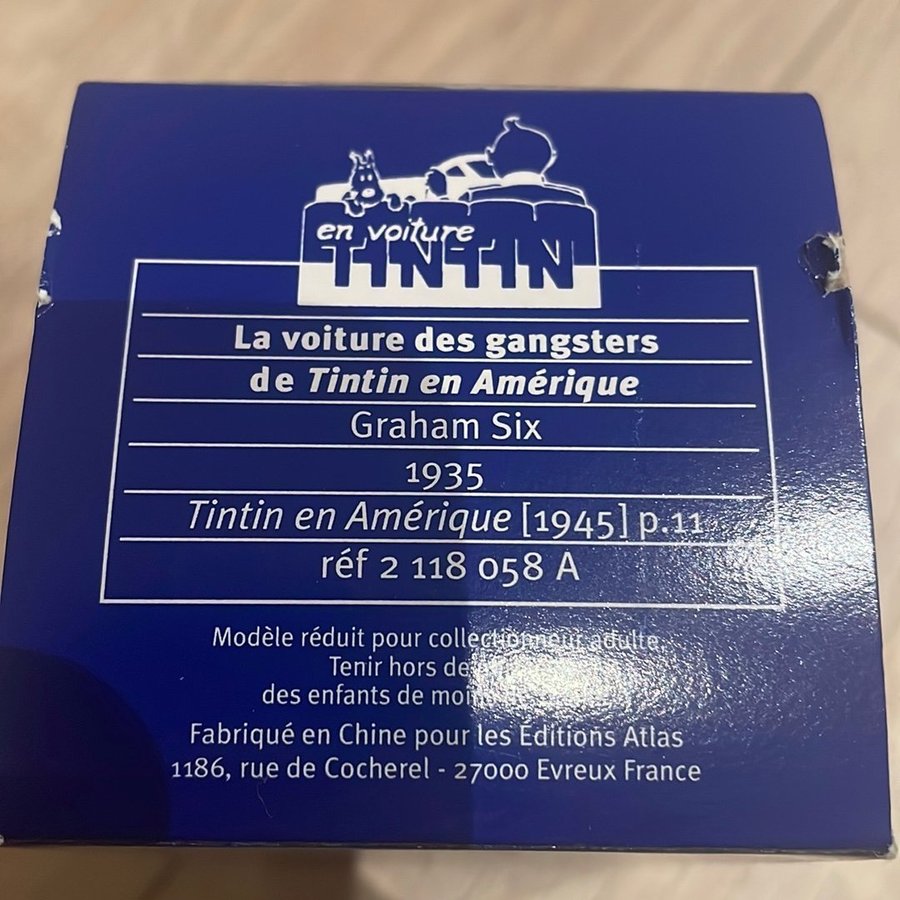 en voiture
TINTIN
La voiture des gangsters
de Tintin en Amérique
Graham Six
1935
Tintin en Amérique [1945] p.11
réf 2 118 058 A
Modèle réduit pour collectionneur adulte.
Tenir hors de
des enfants de moins
Fabriqué en Chine pour les Éditions Atlas
1186, rue de Cocherel - 27000 Evreux France